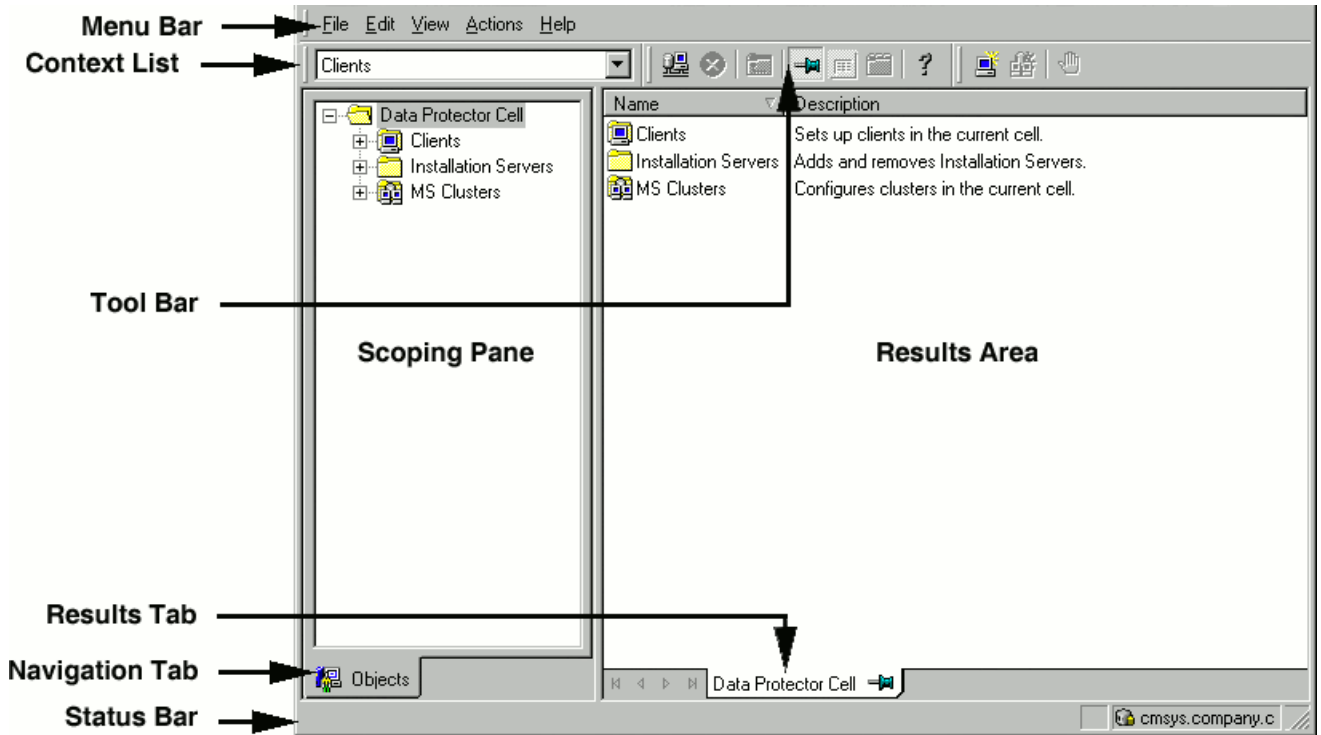 Menu Bar
File Edit View Actions Help
Context List
Clients
?
Name Description
Data Protector Cell
Clients
Installation Servers
MS Clusters
Clients Sets up clients in the current cell.
Installation Servers Adds and removes Installation Servers.
MS Clusters Configures clusters in the current cell.
Tool Bar
Scoping Pane
Results Area
Results Tab
Navigation Tab
Objects
Data Protector Cell
Status Bar
cmsys.company.c